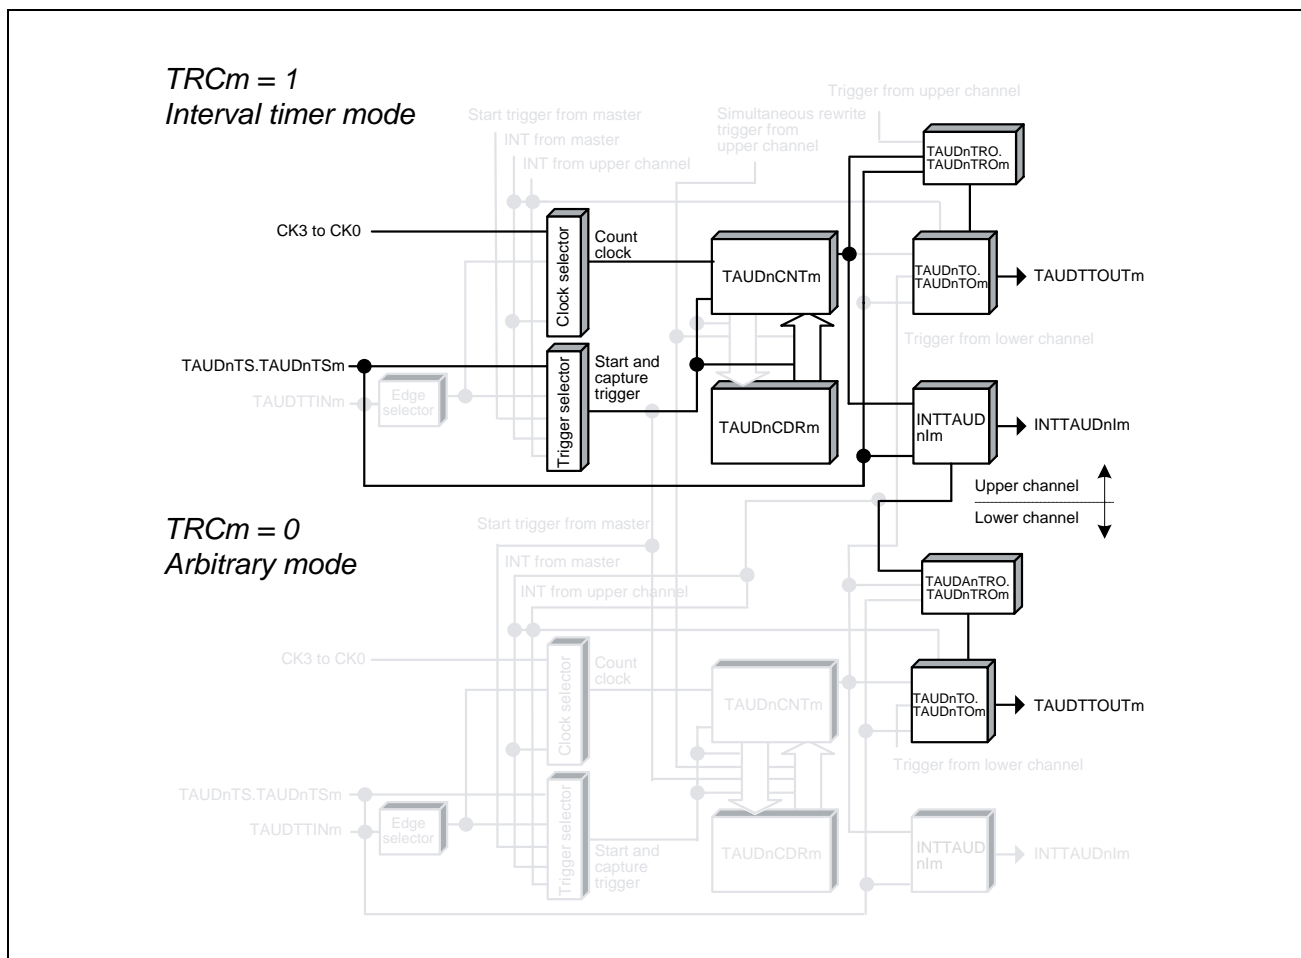 TRCm = 1
Interval timer mode
Trigger from upper channel
Start trigger from master
Simultaneous rewrite
trigger from
upper channel
INT from master
INT from upper channel
TAUDnTRO.
TAUDnTROm
CK3 to CK0
Clock selector
Count
clock
TAUDnCNTm
TAUDnTO.
TAUDnTOm
TAUDTTOUTm
Trigger from lower channel
TAUDnTS.TAUDnTSm
TAUDTTINm
Edge
selector
Trigger selector
Start and
capture
trigger
TAUDnCDRm
INTTAUD
nIm
INTTAUDnIm
Upper channel
Lower channel
TRCm = 0
Arbitrary mode
Start trigger from master
INT from master
INT from upper channel
TAUDAnTRO.
TAUDnTROm
CK3 to CK0
Clock selector
Count
clock
TAUDnCNTm
TAUDnTO.
TAUDnTOm
TAUDTTOUTm
Trigger from lower channel
TAUDnTS.TAUDnTSm
TAUDTTINm
Edge
selector
Trigger selector
Start and
capture
trigger
TAUDnCDRm
INTTAUD
nIm
INTTAUDnIm